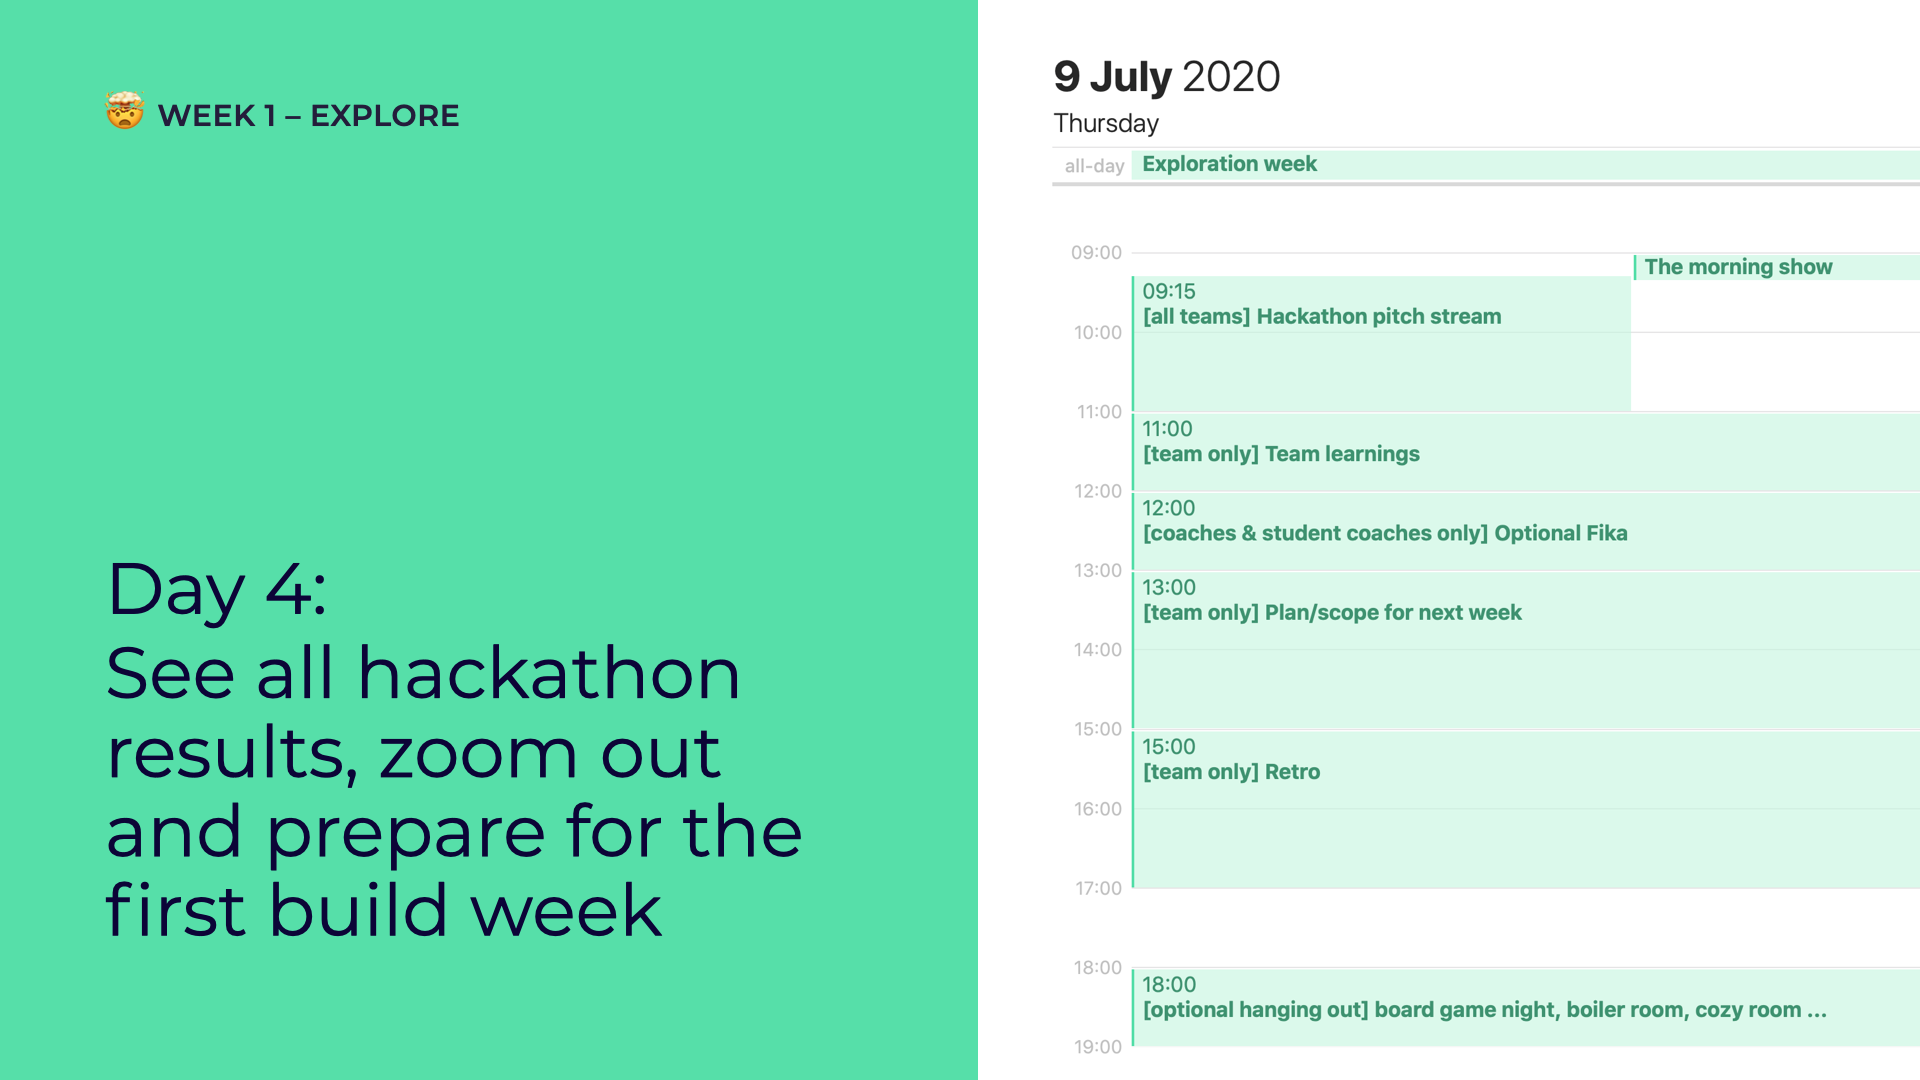 🤯 WEEK 1 – EXPLORE
Day 4:
See all hackathon
results, zoom out
and prepare for the
first build week
9 July 2020
Thursday
all-day
Exploration week
09:00
The morning show
09:15
[all teams] Hackathon pitch stream
10:00
11:00
11:00
[team only] Team learnings
12:00
12:00
[coaches & student coaches only] Optional Fika
13:00
13:00
[team only] Plan/scope for next week
14:00
15:00
15:00
[team only] Retro
16:00
17:00
18:00
18:00
[optional hanging out] board game night, boiler room, cozy room ...
19:00